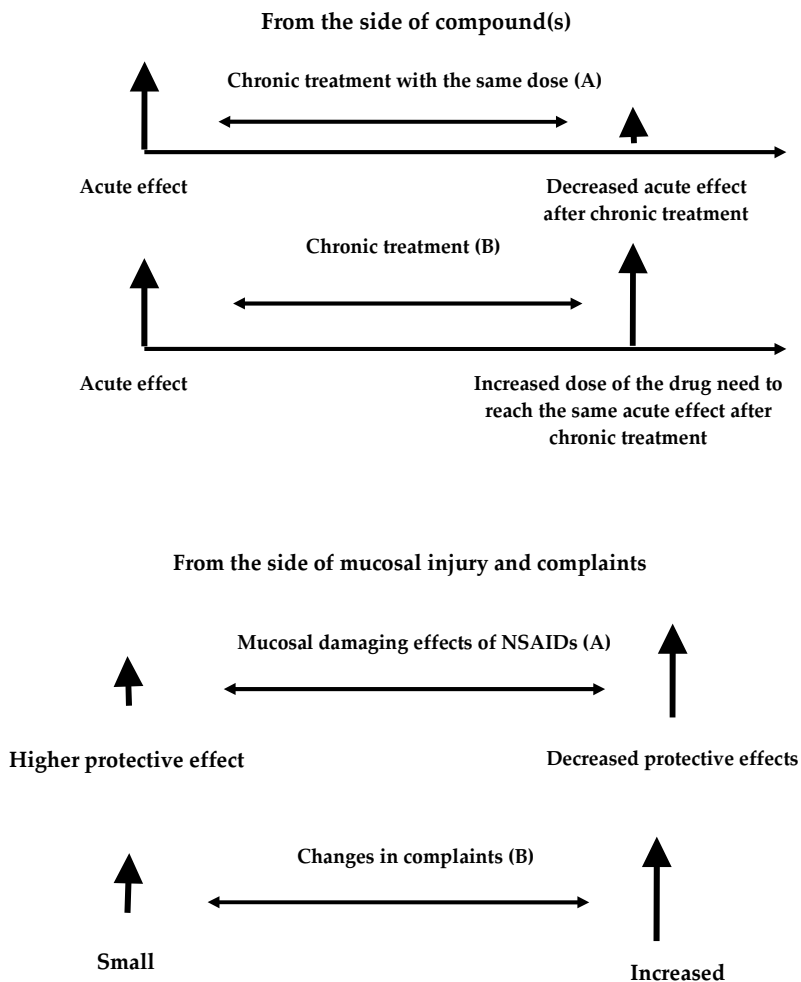 From the side of compound(s)
Chronic treatment with the same dose (A)
Acute effect
Decreased acute effect
after chronic treatment
Chronic treatment (B)
Acute effect
Increased dose of the drug need to
reach the same acute effect after
chronic treatment
From the side of mucosal injury and complaints
Mucosal damaging effects of NSAIDs (A)
Higher protective effect
Decreased protective effects
Changes in complaints (B)
Small
Increased